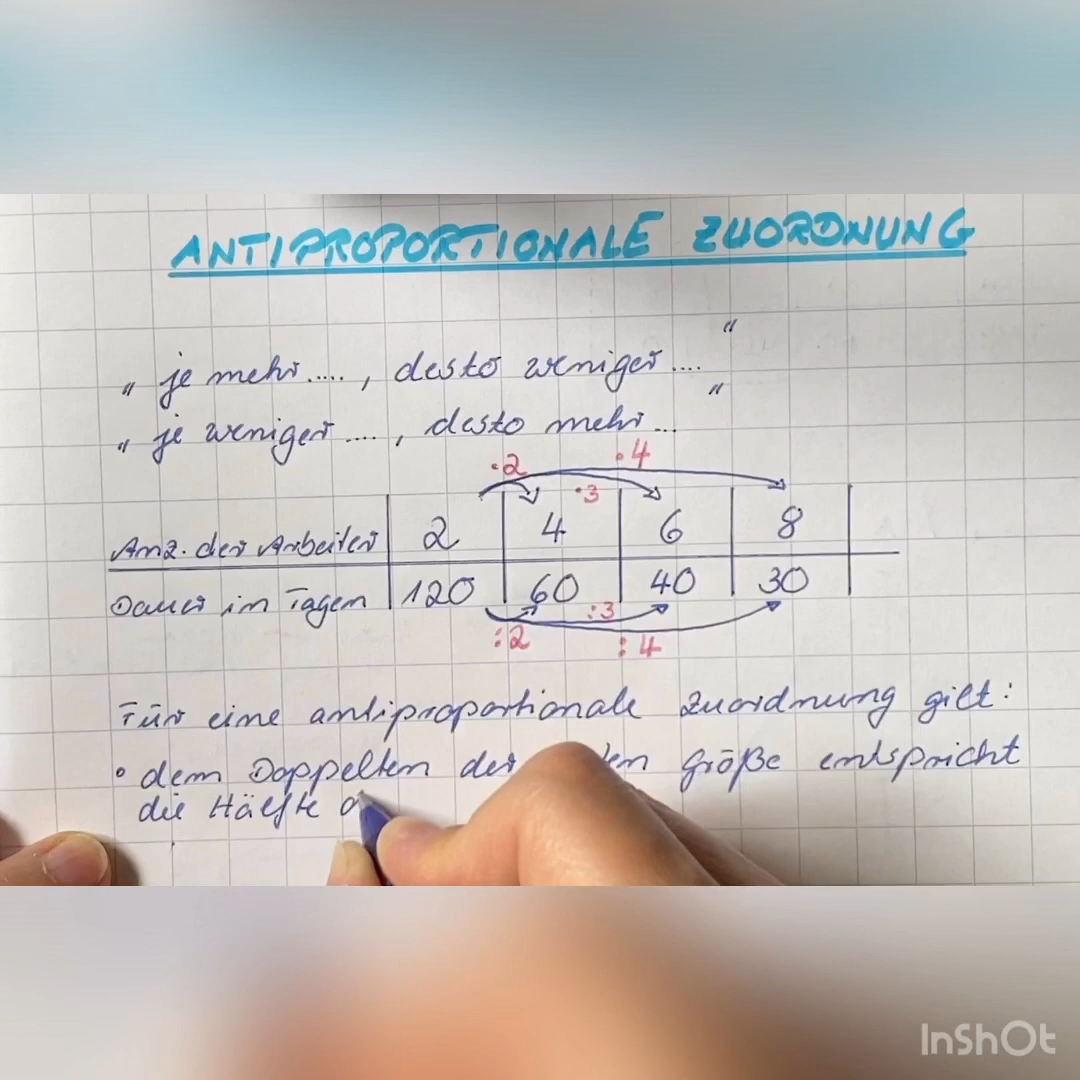 ANTIPROPORTIONALE ZUORDNUNG
„ je mehr...., desto weniger.... "
„ je weniger...., desto mehr... "
·2 ·4
·3
Anz. der Arbeiter 2 4 6 8
Dauer in Tagen 120 60 40 30
:3
:2 :4
Für eine antiproportionale Zuordnung gilt:
• dem Doppelten der größe entspricht
die Hälfte
InShOt